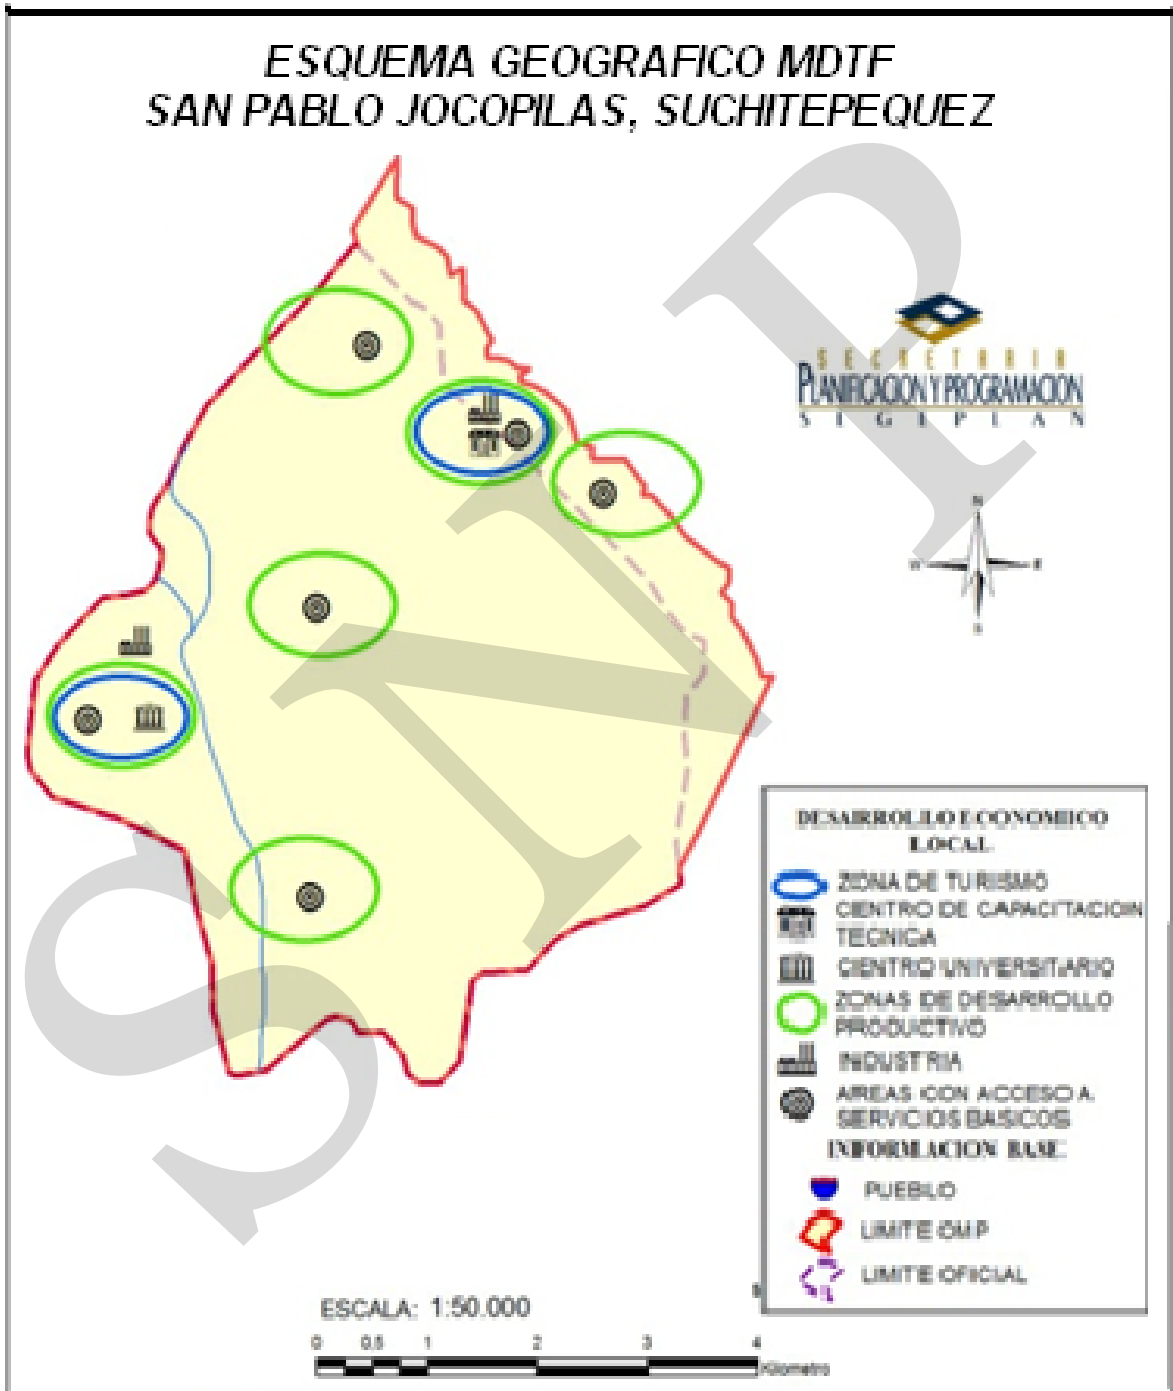 ESQUEMA GEOGRAFICO MDTF
SAN PABLO JOCOPILAS, SUCHITEPEQUEZ
SECRETARIA
PLANIFICACION Y PROGRAMACION
SEGEPLAN
N
W E
S
SNP
DESARROLLO ECONOMICO
LOCAL
ZONA DE TURISMO
CENTRO DE CAPACITACION
TECNICA
CENTRO UNIVERSITARIO
ZONAS DE DESARROLLO
PRODUCTIVO
INDUSTRIA
AREAS CON ACCESO A
SERVICIOS BASICOS
INFORMACION BASE
PUEBLO
LIMITE OMP
LIMITE OFICIAL
ESCALA: 1:50.000
0 0.5 1 2 3 4
Kilometro